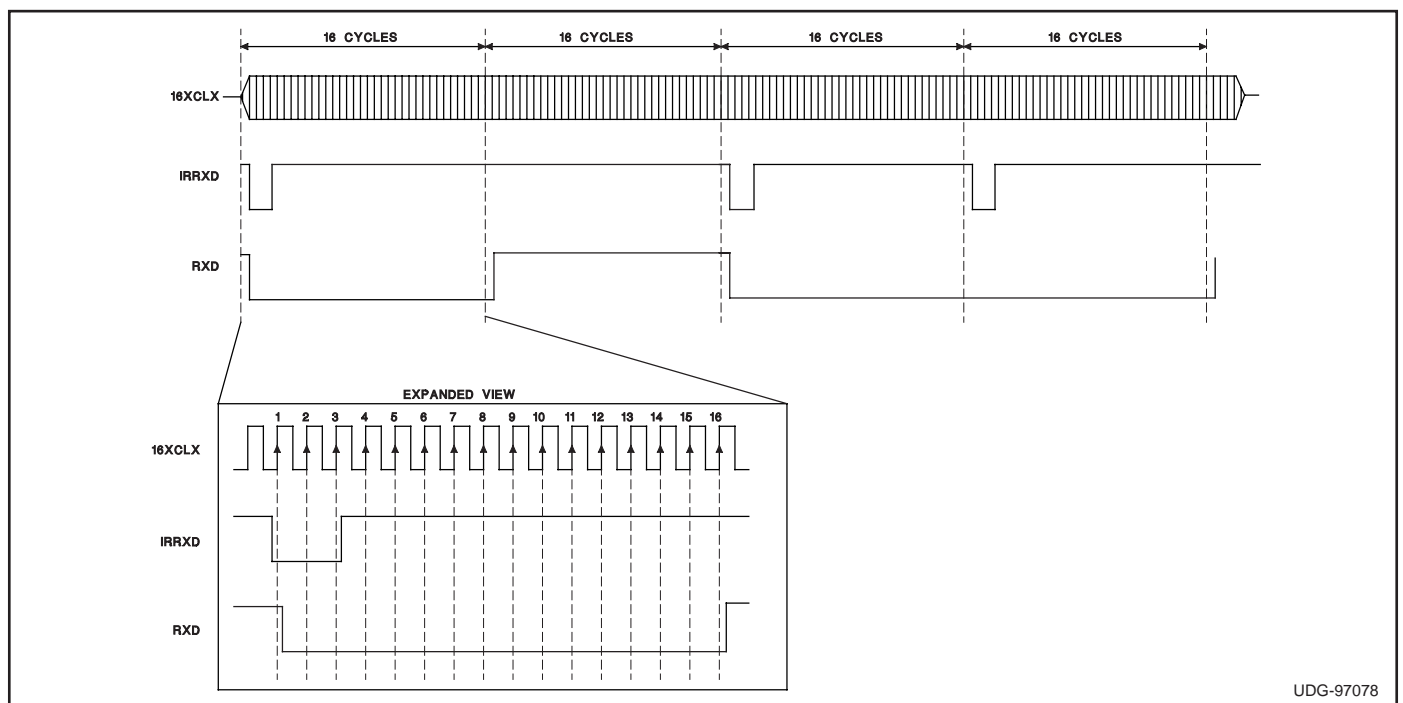 16 CYCLES 16 CYCLES 16 CYCLES 16 CYCLES
16XCLX
IRRXD
RXD
EXPANDED VIEW
1 2 3 4 5 6 7 8 9 10 11 12 13 14 15 16
16XCLX
IRRXD
RXD
UDG-97078